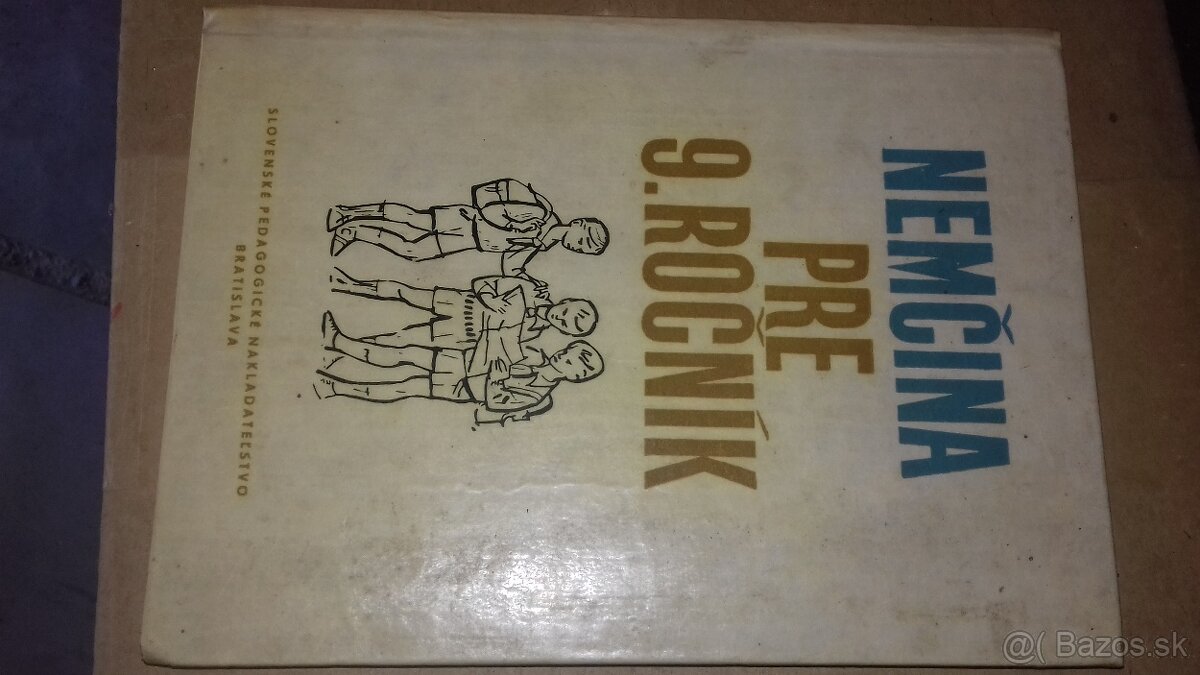 NEMČINA
PRE
9. ROČNÍK
SLOVENSKÉ PEDAGOGICKÉ NAKLADATEĽSTVO
BRATISLAVA
@( Bazos.sk